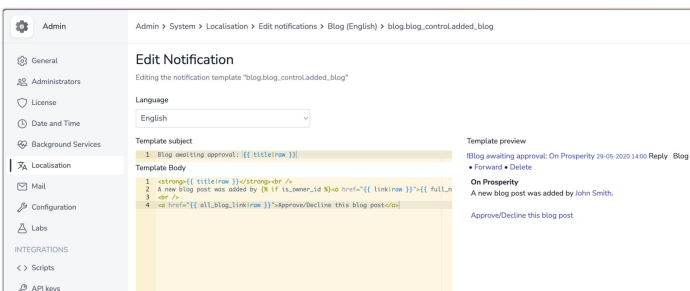 Admin
Admin > System > Localisation > Edit notifications > Blog (English) > blog.blog_control.added_blog
General
Administrators
License
Date and Time
Background Services
Localisation
Mail
Configuration
Labs
INTEGRATIONS
Scripts
API keys
Edit Notification
Editing the notification template "blog.blog_control.added_blog"
Language
English
Template subject
1 Blog awaiting approval: {{ title|raw }}
Template Body
1 <strong>{{ title|raw }}</strong><br />
2 A new blog post was added by {% if is_owner_id %}<a href="{{ link|raw }}">{{ full_n
3 <br />
4 <a href="{{ all_blog_link|raw }}">Approve/Decline this blog post</a>
Template preview
!Blog awaiting approval: On Prosperity 29-05-2020 14:00 Reply Blog
• Forward • Delete
On Prosperity
A new blog post was added by John Smith.
Approve/Decline this blog post